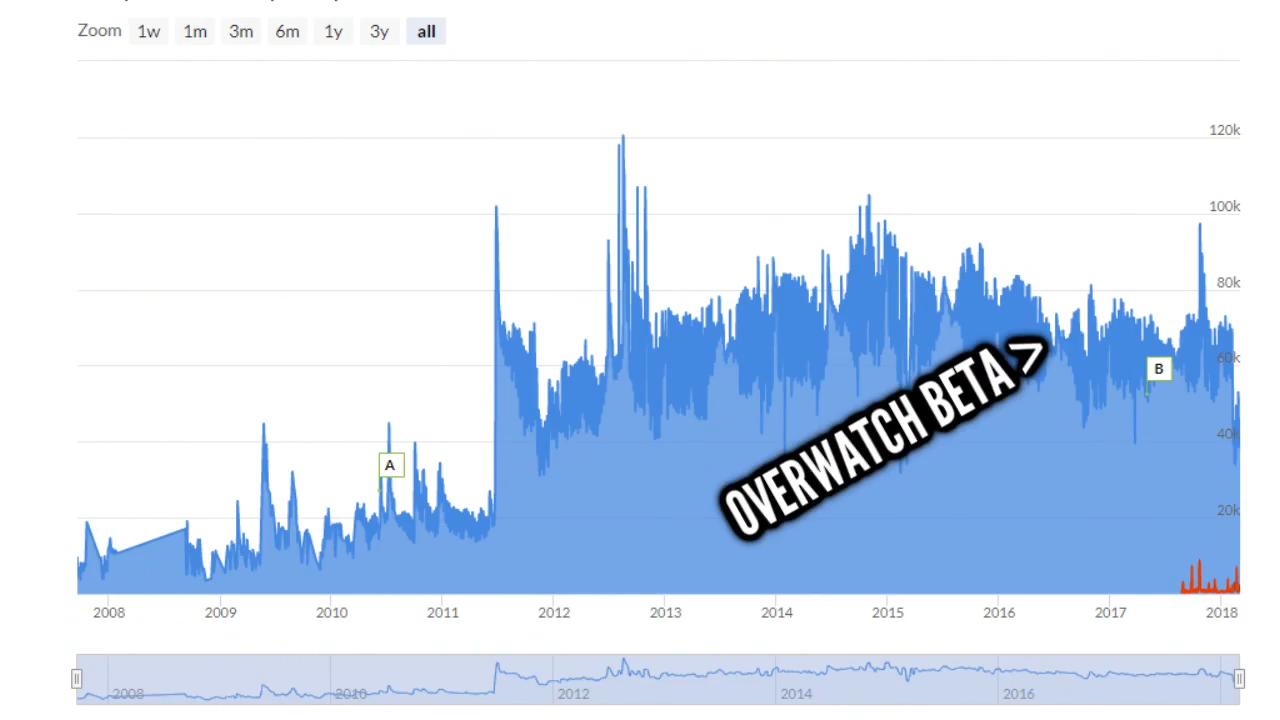 Zoom 1w 1m 3m 6m 1y 3y all
120k
100k
80k
60k
40k
20k
A
B
OVERWATCH BETA >
2008 2009 2010 2011 2012 2013 2014 2015 2016 2017 2018
2008 2010 2012 2014 2016